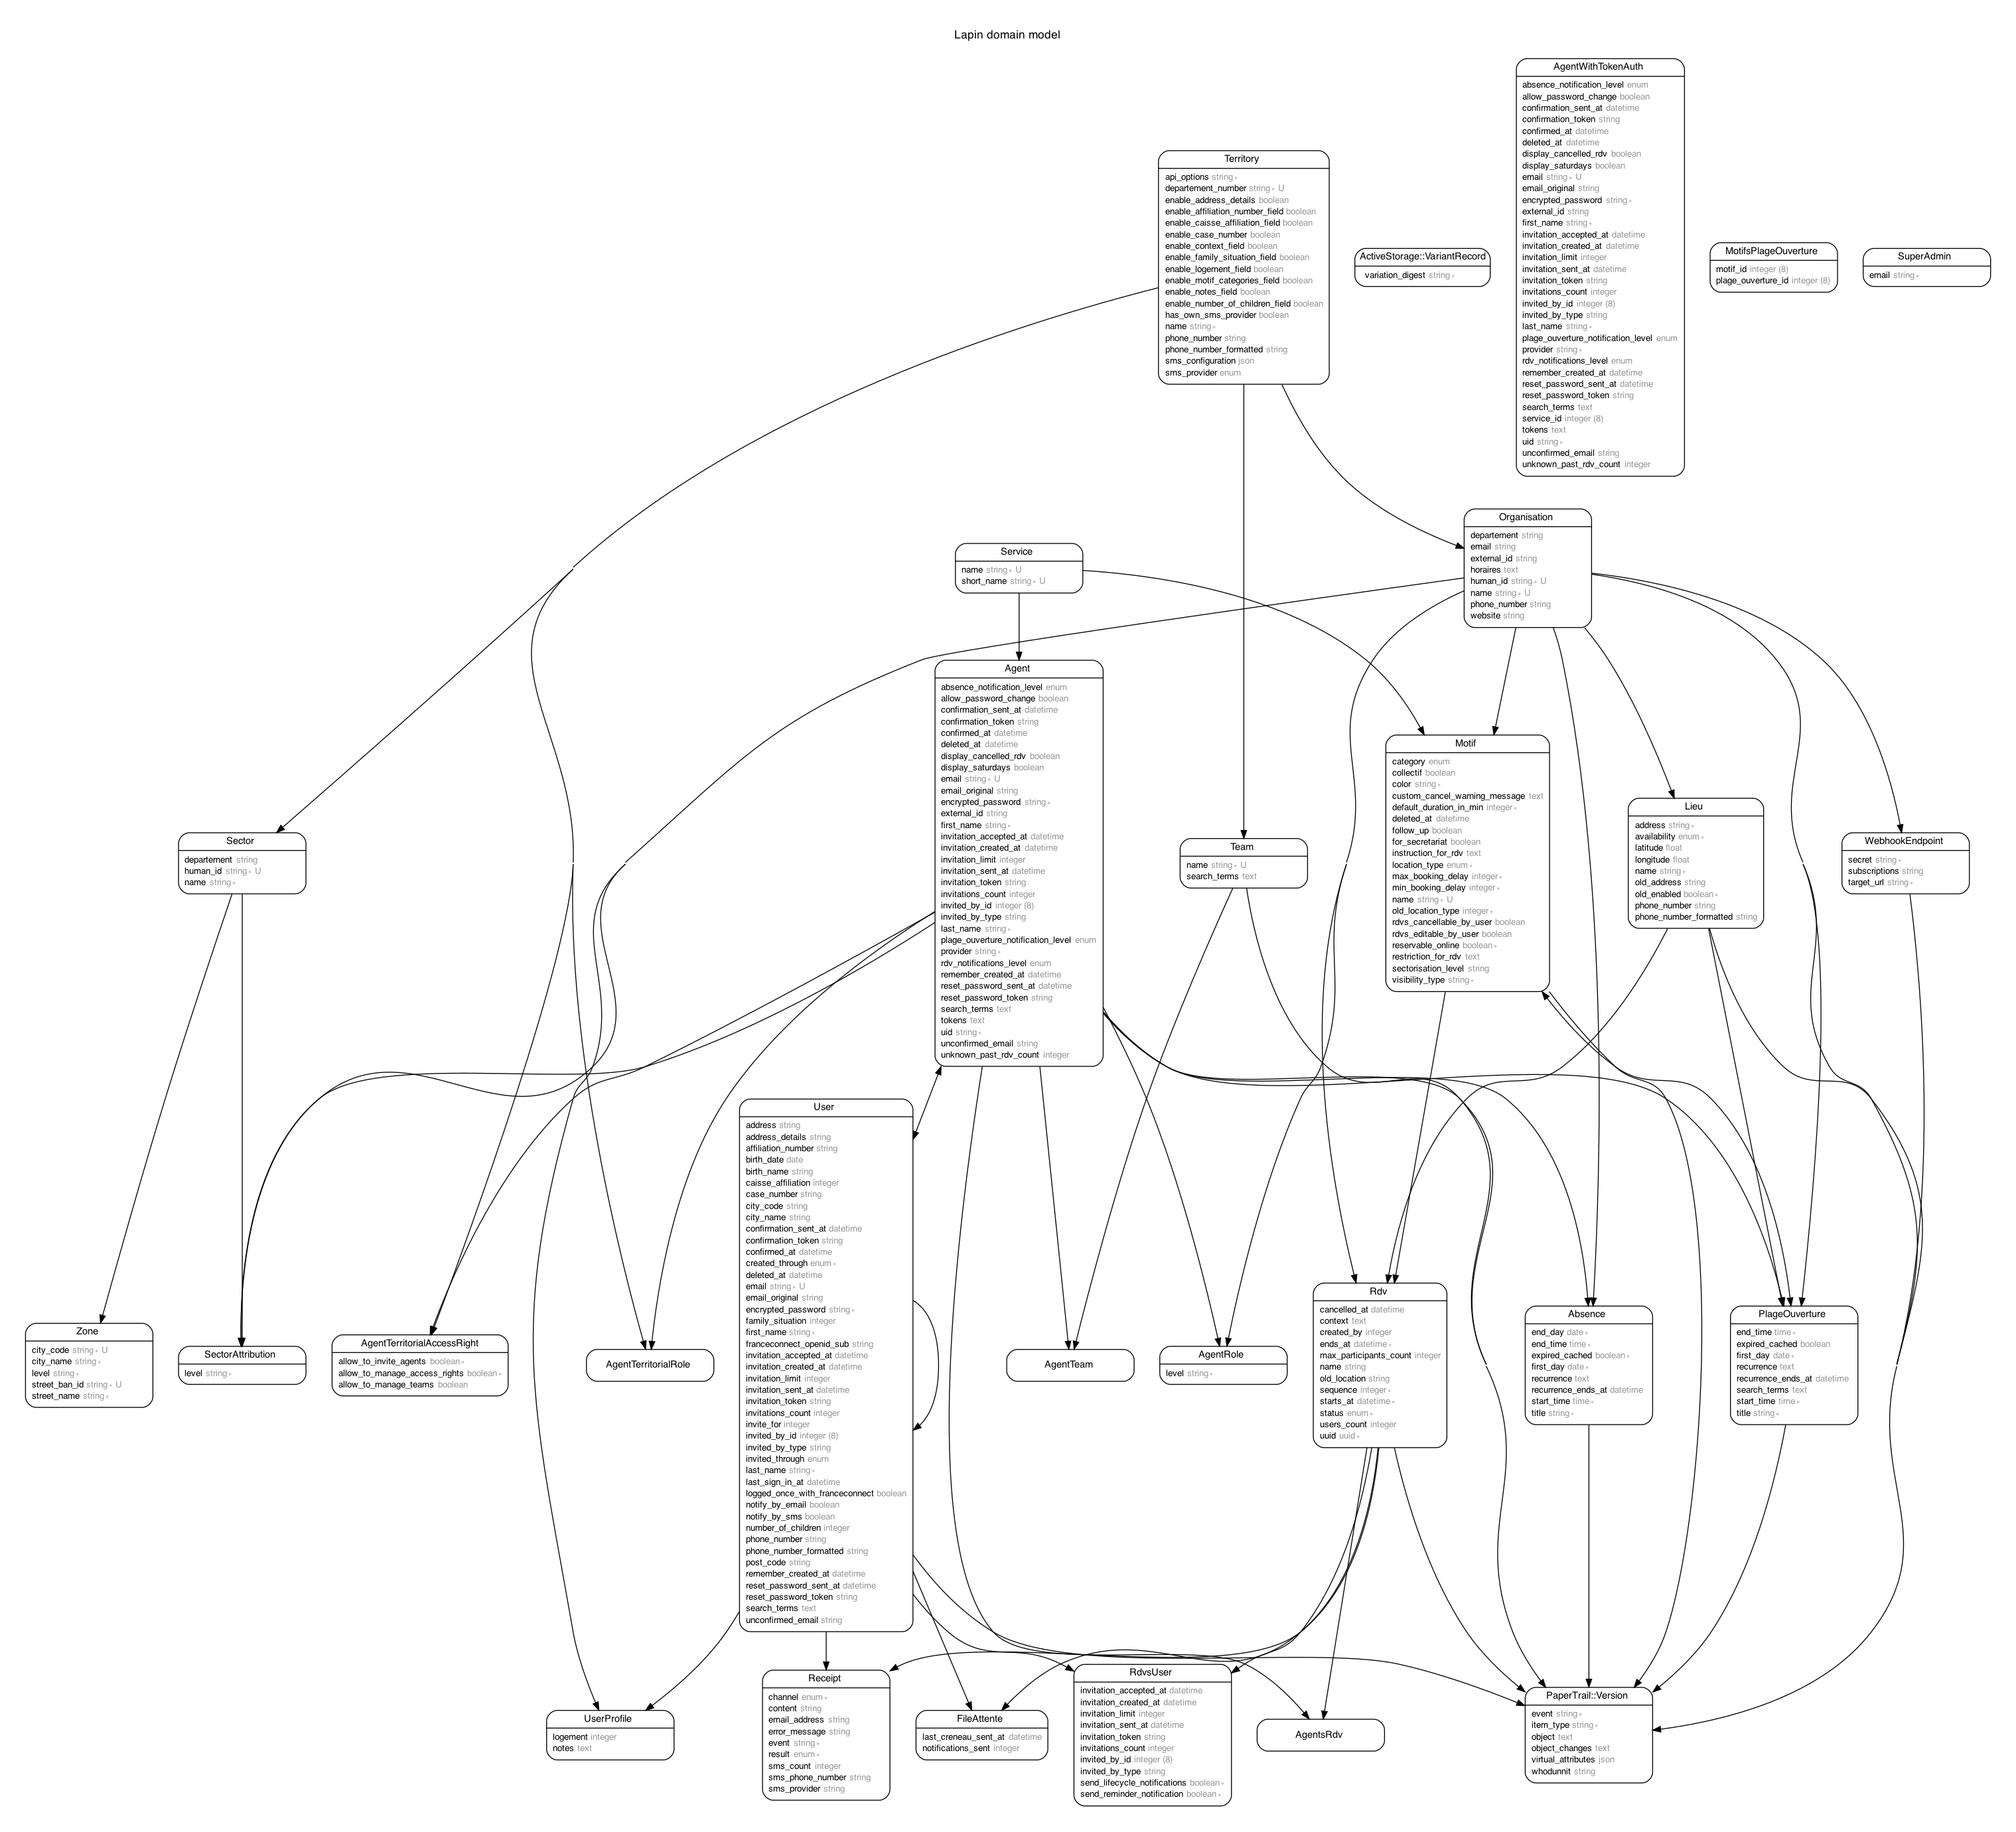 Lapin domain model
AgentWithTokenAuth
absence_notification_level enum
allow_password_change boolean
confirmation_sent_at datetime
confirmation_token string
confirmed_at datetime
deleted_at datetime
display_cancelled_rdv boolean
display_saturdays boolean
email string∗ U
email_original string
encrypted_password string∗
external_id string
first_name string∗
invitation_accepted_at datetime
invitation_created_at datetime
invitation_limit integer
invitation_sent_at datetime
invitation_token string
invitations_count integer
invited_by_id integer (8)
invited_by_type string
last_name string∗
plage_ouverture_notification_level enum
provider string∗
rdv_notifications_level enum
remember_created_at datetime
reset_password_sent_at datetime
reset_password_token string
search_terms text
service_id integer (8)
tokens text
uid string∗
unconfirmed_email string
unknown_past_rdv_count integer
Territory
api_options string∗
departement_number string∗ U
enable_address_details boolean
enable_affiliation_number_field boolean
enable_caisse_affiliation_field boolean
enable_case_number boolean
enable_context_field boolean
enable_family_situation_field boolean
enable_logement_field boolean
enable_motif_categories_field boolean
enable_notes_field boolean
enable_number_of_children_field boolean
has_own_sms_provider boolean
name string∗
phone_number string
phone_number_formatted string
sms_configuration json
sms_provider enum
ActiveStorage::VariantRecord
variation_digest string∗
MotifsPlageOuverture
motif_id integer (8)
plage_ouverture_id integer (8)
SuperAdmin
email string∗
Organisation
departement string
email string
external_id string
horaires text
human_id string∗ U
name string∗ U
phone_number string
website string
Service
name string∗ U
short_name string∗ U
Agent
absence_notification_level enum
allow_password_change boolean
confirmation_sent_at datetime
confirmation_token string
confirmed_at datetime
deleted_at datetime
display_cancelled_rdv boolean
display_saturdays boolean
email string∗ U
email_original string
encrypted_password string∗
external_id string
first_name string∗
invitation_accepted_at datetime
invitation_created_at datetime
invitation_limit integer
invitation_sent_at datetime
invitation_token string
invitations_count integer
invited_by_id integer (8)
invited_by_type string
last_name string∗
plage_ouverture_notification_level enum
provider string∗
rdv_notifications_level enum
remember_created_at datetime
reset_password_sent_at datetime
reset_password_token string
search_terms text
tokens text
uid string∗
unconfirmed_email string
unknown_past_rdv_count integer
Motif
category enum
collectif boolean
color string∗
custom_cancel_warning_message text
default_duration_in_min integer∗
deleted_at datetime
follow_up boolean
for_secretariat boolean
instruction_for_rdv text
location_type enum∗
max_booking_delay integer∗
min_booking_delay integer∗
name string∗ U
old_location_type integer∗
rdvs_cancellable_by_user boolean
rdvs_editable_by_user boolean
reservable_online boolean∗
restriction_for_rdv text
sectorisation_level string
visibility_type string∗
Lieu
address string∗
availability enum∗
latitude float
longitude float
name string∗
old_address string
old_enabled boolean∗
phone_number string
phone_number_formatted string
Sector
departement string
human_id string∗ U
name string∗
Team
name string∗ U
search_terms text
WebhookEndpoint
secret string∗
subscriptions string
target_url string∗
User
address string
address_details string
affiliation_number string
birth_date date
birth_name string
caisse_affiliation integer
case_number string
city_code string
city_name string
confirmation_sent_at datetime
confirmation_token string
confirmed_at datetime
created_through enum∗
deleted_at datetime
email string∗ U
email_original string
encrypted_password string∗
family_situation integer
first_name string∗
franceconnect_openid_sub string
invitation_accepted_at datetime
invitation_created_at datetime
invitation_limit integer
invitation_sent_at datetime
invitation_token string
invitations_count integer
invite_for integer
invited_by_id integer (8)
invited_by_type string
invited_through enum
last_name string∗
last_sign_in_at datetime
logged_once_with_franceconnect boolean
notify_by_email boolean
notify_by_sms boolean
number_of_children integer
phone_number string
phone_number_formatted string
post_code string
remember_created_at datetime
reset_password_sent_at datetime
reset_password_token string
search_terms text
unconfirmed_email string
Zone
city_code string∗ U
city_name string∗
level string∗
street_ban_id string∗ U
street_name string∗
SectorAttribution
level string∗
AgentTerritorialAccessRight
allow_to_invite_agents boolean∗
allow_to_manage_access_rights boolean∗
allow_to_manage_teams boolean
AgentTerritorialRole
AgentTeam
AgentRole
level string∗
Rdv
cancelled_at datetime
context text
created_by integer
ends_at datetime∗
max_participants_count integer
name string
old_location string
sequence integer∗
starts_at datetime∗
status enum∗
users_count integer
uuid uuid∗
Absence
end_day date∗
end_time time∗
expired_cached boolean∗
first_day date∗
recurrence text
recurrence_ends_at datetime
start_time time∗
title string∗
PlageOuverture
end_time time∗
expired_cached boolean
first_day date∗
recurrence text
recurrence_ends_at datetime
search_terms text
start_time time∗
title string∗
UserProfile
logement integer
notes text
Receipt
channel enum∗
content string
email_address string
error_message string
event string∗
result enum∗
sms_count integer
sms_phone_number string
sms_provider string
FileAttente
last_creneau_sent_at datetime
notifications_sent integer
RdvsUser
invitation_accepted_at datetime
invitation_created_at datetime
invitation_limit integer
invitation_sent_at datetime
invitation_token string
invitations_count integer
invited_by_id integer (8)
invited_by_type string
send_lifecycle_notifications boolean∗
send_reminder_notification boolean∗
AgentsRdv
PaperTrail::Version
event string∗
item_type string∗
object text
object_changes text
virtual_attributes json
whodunnit string